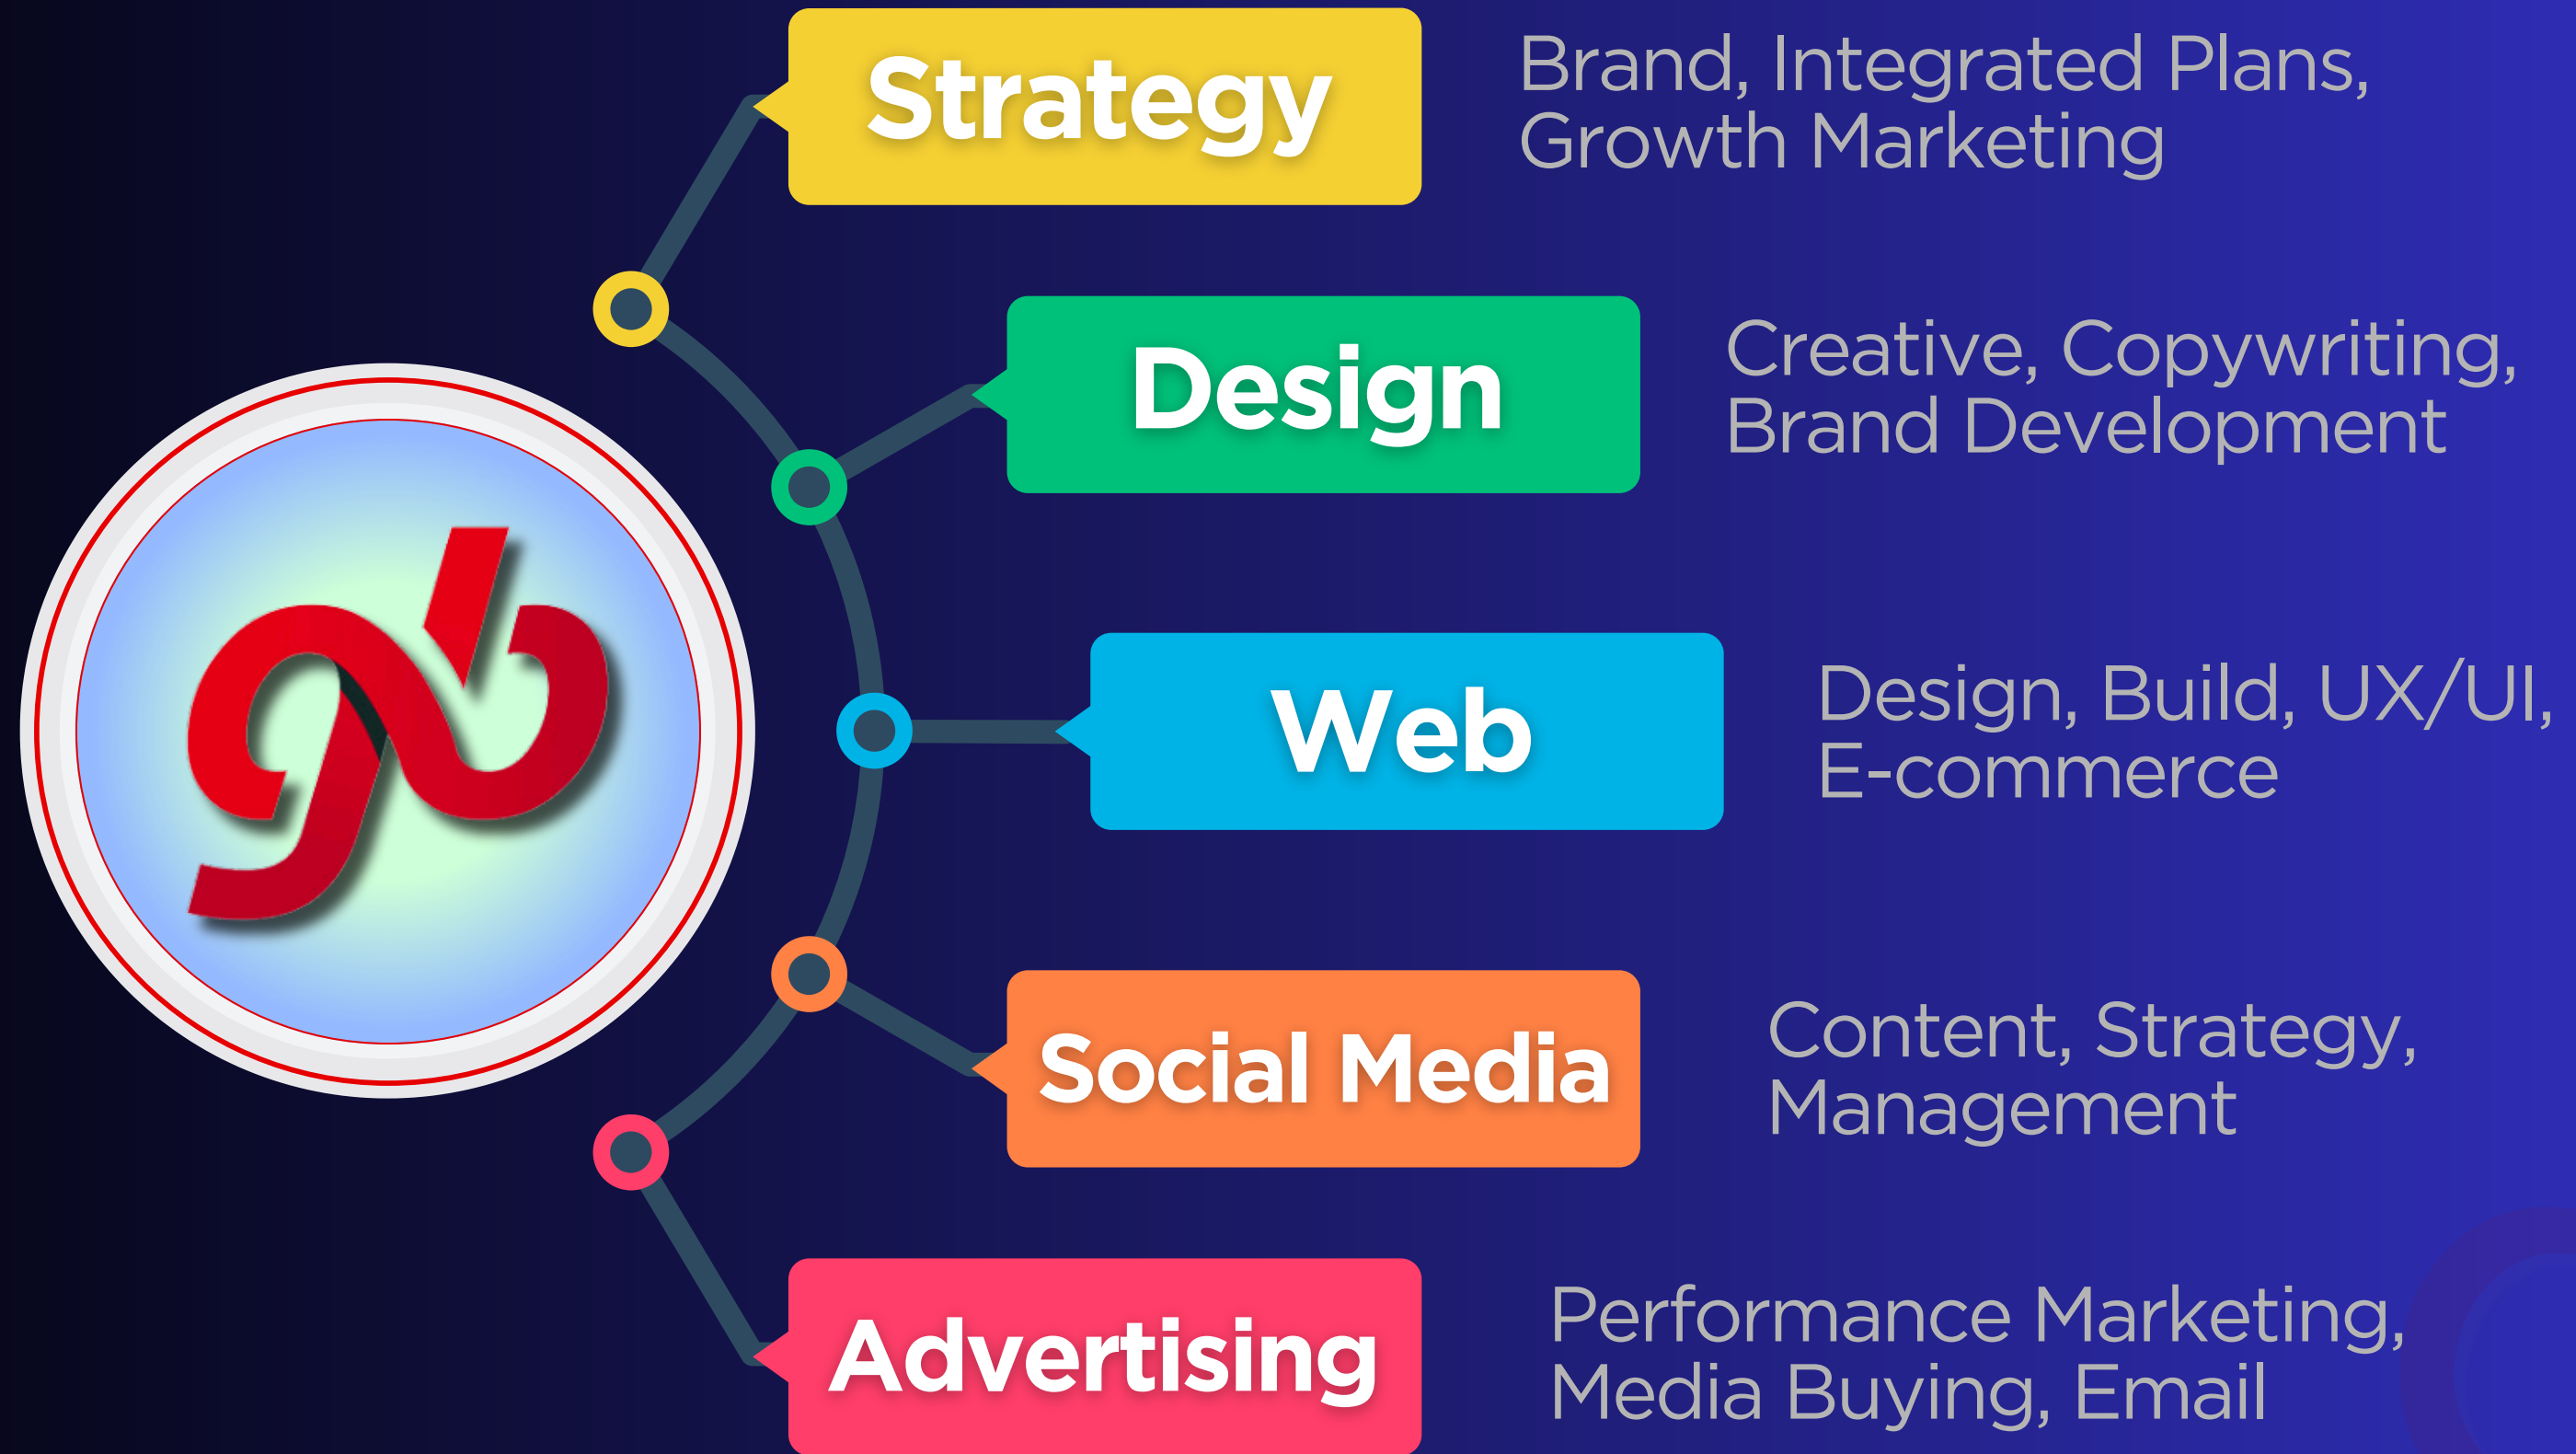 Strategy
Brand, Integrated Plans,
Growth Marketing
Design
Creative, Copywriting,
Brand Development
gb
Web
Design, Build, UX/UI,
E-commerce
Social Media
Content, Strategy,
Management
Advertising
Performance Marketing,
Media Buying, Email